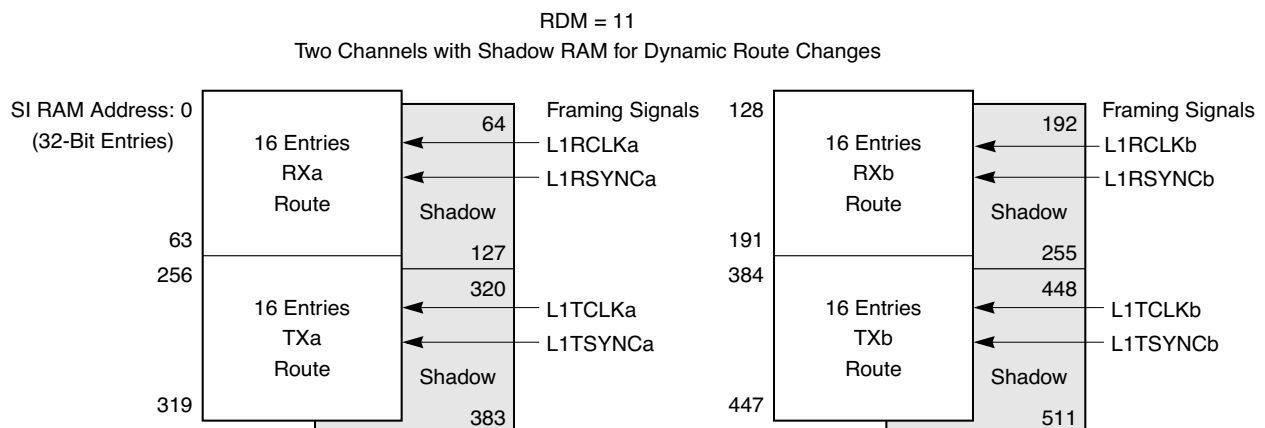 RDM = 11
Two Channels with Shadow RAM for Dynamic Route Changes
SI RAM Address: 0
(32-Bit Entries)
16 Entries
RXa
Route
63
64
Shadow
127
Framing Signals
L1RCLKa
L1RSYNCa
256
16 Entries
TXa
Route
319
320
Shadow
383
L1TCLKa
L1TSYNCa
128
16 Entries
RXb
Route
191
192
Shadow
255
Framing Signals
L1RCLKb
L1RSYNCb
384
16 Entries
TXb
Route
447
448
Shadow
511
L1TCLKb
L1TSYNCb